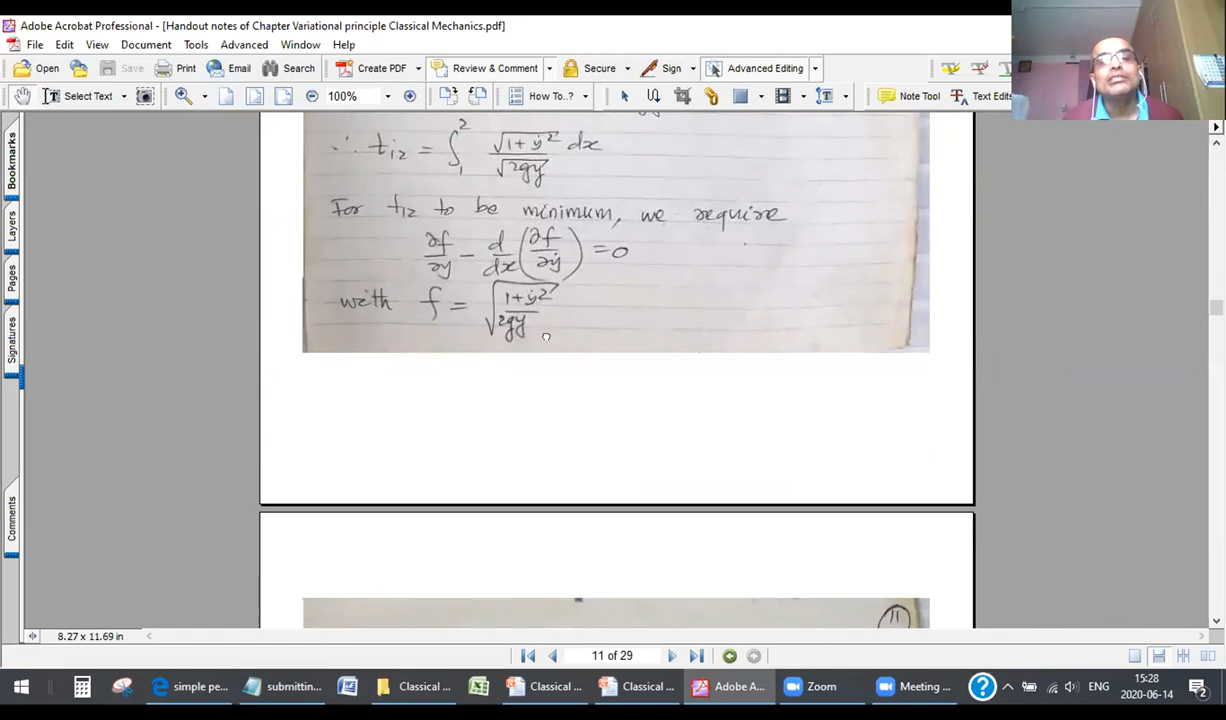 Adobe Acrobat Professional - [Handout notes of Chapter Variational principle Classical Mechanics.pdf]
File Edit View Document Tools Advanced Window Help
Open Save Print Email Search Create PDF Review & Comment Secure Sign Advanced Editing
Select Text 100% How To..? Note Tool Text Edits
Bookmarks
Layers
Pages
Signatures
Comments
∴ t₁₂ = ∫₁² √(1+ẏ²)/√(2gy) dx
For t₁₂ to be minimum, we require
∂f/∂y − d/dx (∂f/∂ẏ) = 0
with f = √((1+ẏ²)/(2gy))
11
8.27 x 11.69 in
11 of 29
simple pe... submittin... Classical ... Classical ... Classical ... Adobe A... Zoom Meeting ... ENG 15:28
2020-06-14
2